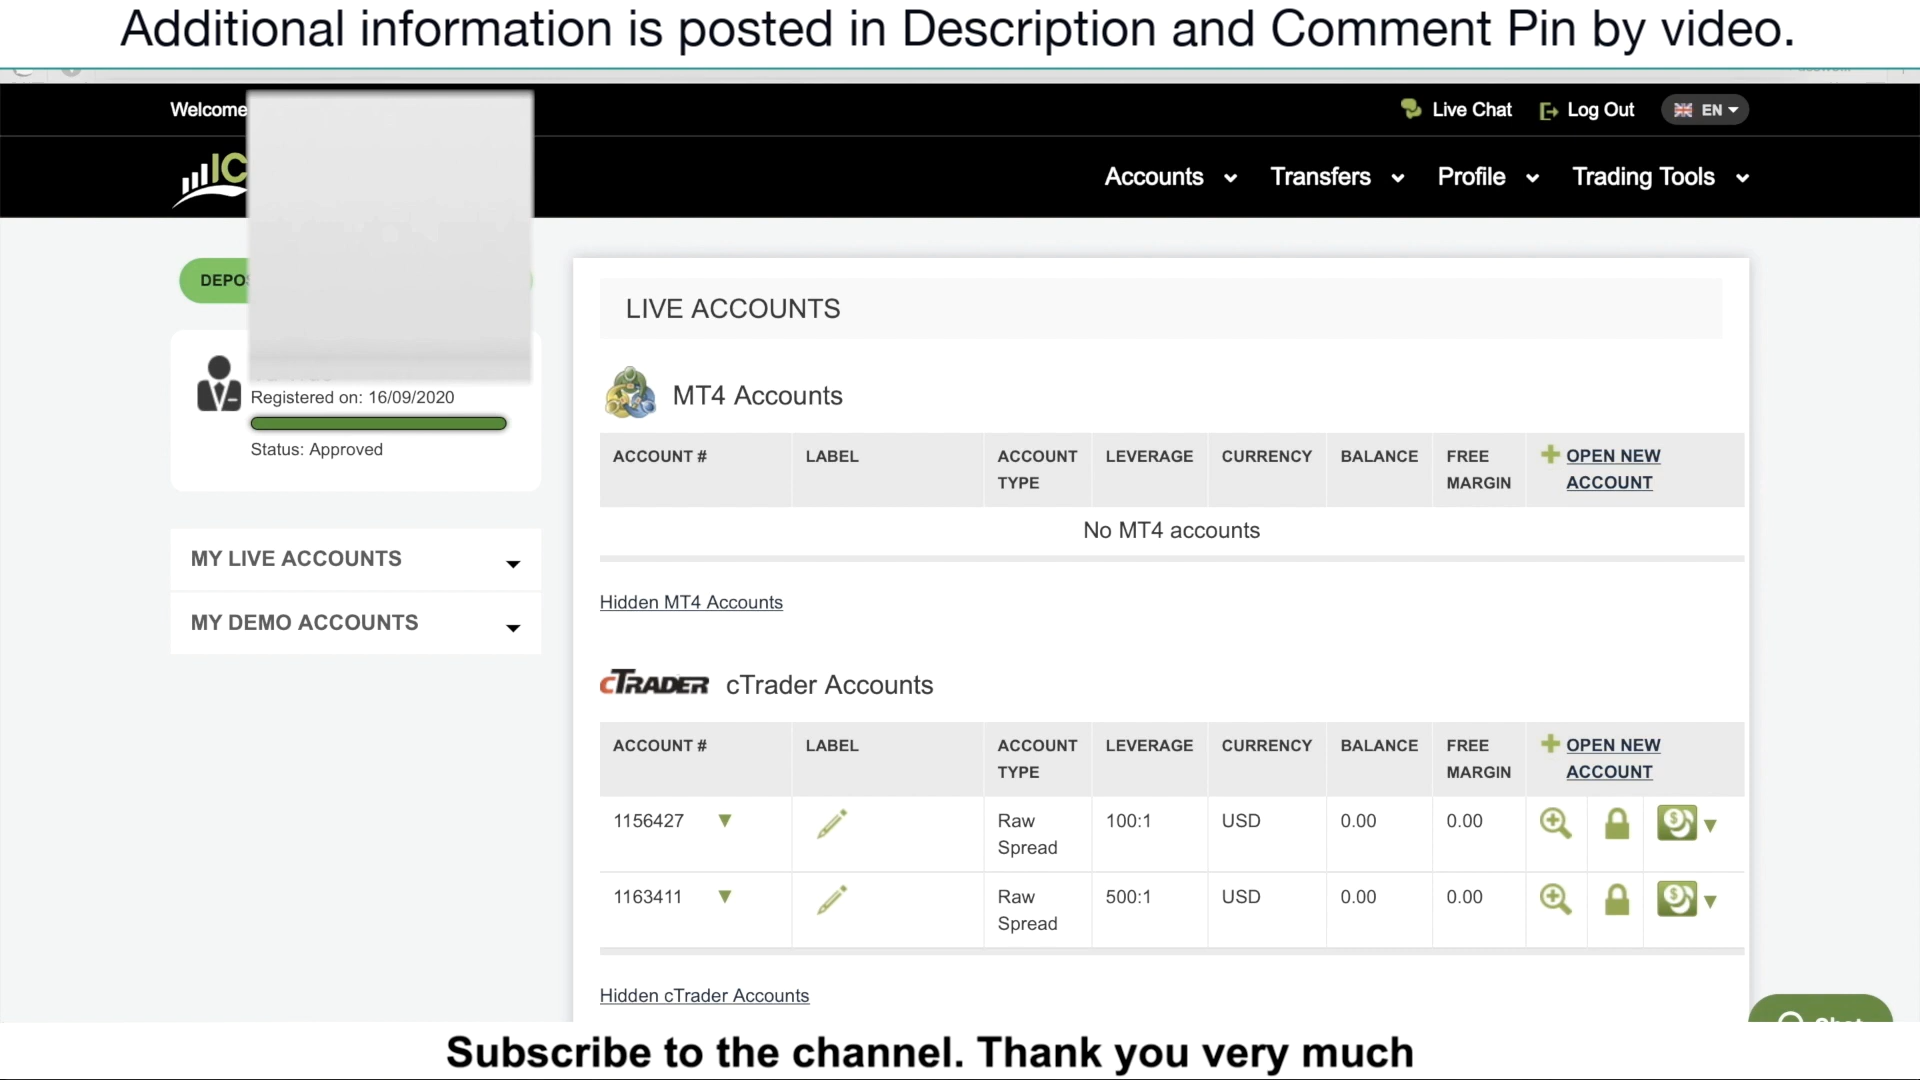 Additional information is posted in Description and Comment Pin by video.
Welcome
Live Chat
Log Out
EN
IC
Accounts
Transfers
Profile
Trading Tools
LIVE ACCOUNTS
Registered on: 16/09/2020
Status: Approved
MY LIVE ACCOUNTS
MY DEMO ACCOUNTS
MT4 Accounts
ACCOUNT # LABEL ACCOUNT TYPE LEVERAGE CURRENCY BALANCE FREE MARGIN OPEN NEW ACCOUNT
No MT4 accounts
Hidden MT4 Accounts
cTRADER cTrader Accounts
ACCOUNT # LABEL ACCOUNT TYPE LEVERAGE CURRENCY BALANCE FREE MARGIN OPEN NEW ACCOUNT
1156427 Raw Spread 100:1 USD 0.00 0.00
1163411 Raw Spread 500:1 USD 0.00 0.00
Hidden cTrader Accounts
Subscribe to the channel. Thank you very much